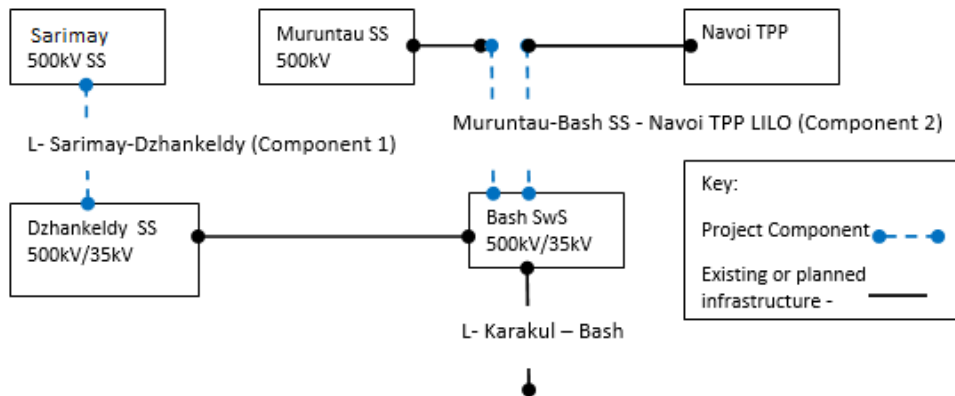 Sarimay
500kV SS
Muruntau SS
500kV
Navoi TPP
L- Sarimay-Dzhankeldy (Component 1)
Muruntau-Bash SS - Navoi TPP LILO (Component 2)
Dzhankeldy SS
500kV/35kV
Bash SwS
500kV/35kV
Key:
Project Component
Existing or planned
infrastructure -
L- Karakul – Bash